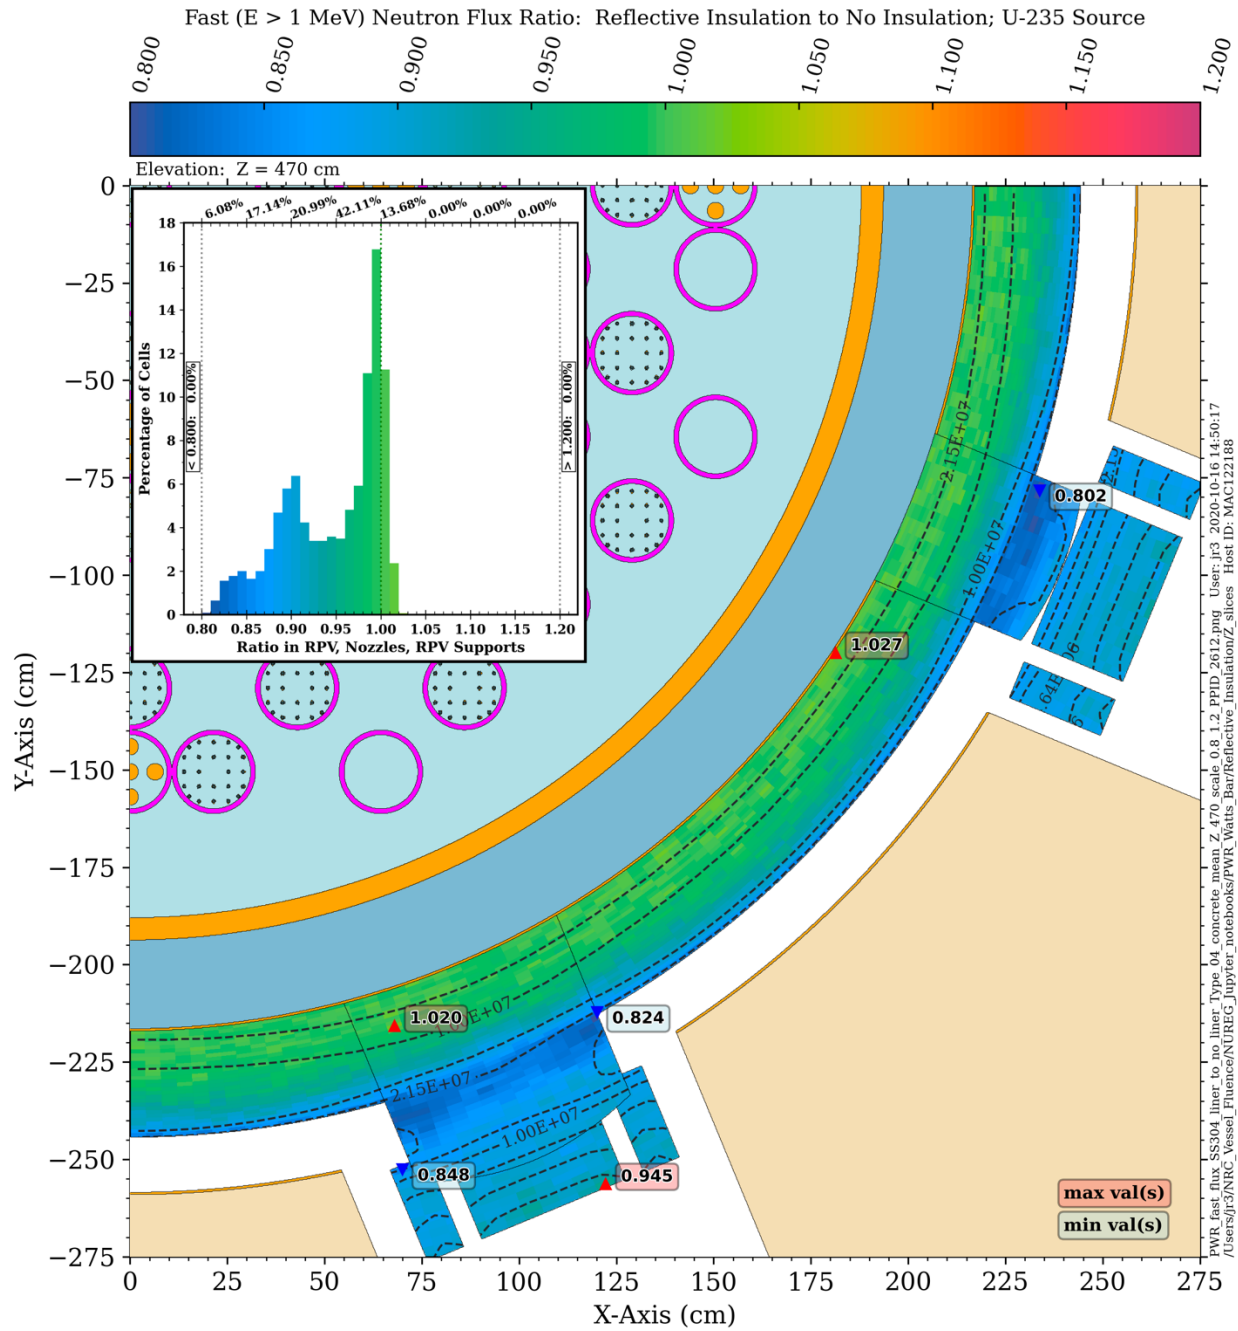 Fast (E > 1 MeV) Neutron Flux Ratio: Reflective Insulation to No Insulation; U-235 Source
0.800 0.850 0.900 0.950 1.000 1.050 1.100 1.150 1.200
Elevation: Z = 470 cm
6.08% 17.14% 20.99% 42.11% 13.68% 0.00% 0.00% 0.00%
18
16
14
12
10
8
6
4
2
0
Percentage of Cells
< 0.800: 0.00%
> 1.200: 0.00%
0.80 0.85 0.90 0.95 1.00 1.05 1.10 1.15 1.20
Ratio in RPV, Nozzles, RPV Supports
0
−25
−50
−75
−100
−125
−150
−175
−200
−225
−250
−275
Y-Axis (cm)
2.15E+07
1.00E+07
0.802
1.027
1.020
0.824
2.15E+07
1.00E+07
0.848
0.945
max val(s)
min val(s)
0 25 50 75 100 125 150 175 200 225 250 275
X-Axis (cm)
PWR_fast_flux_SS304_liner_to_no_liner_Type_04_concrete_mean_Z_470_scale_0.8_1.2_PPID_2612.png User: jr3 2020-10-16 14:50:17
/Users/jr3/NRC_Vessel_Fluence/NUREG_Jupyter_notebooks/PWR_Watts_Bar/Reflective_Insulation/Z_slices Host ID: MAC122188